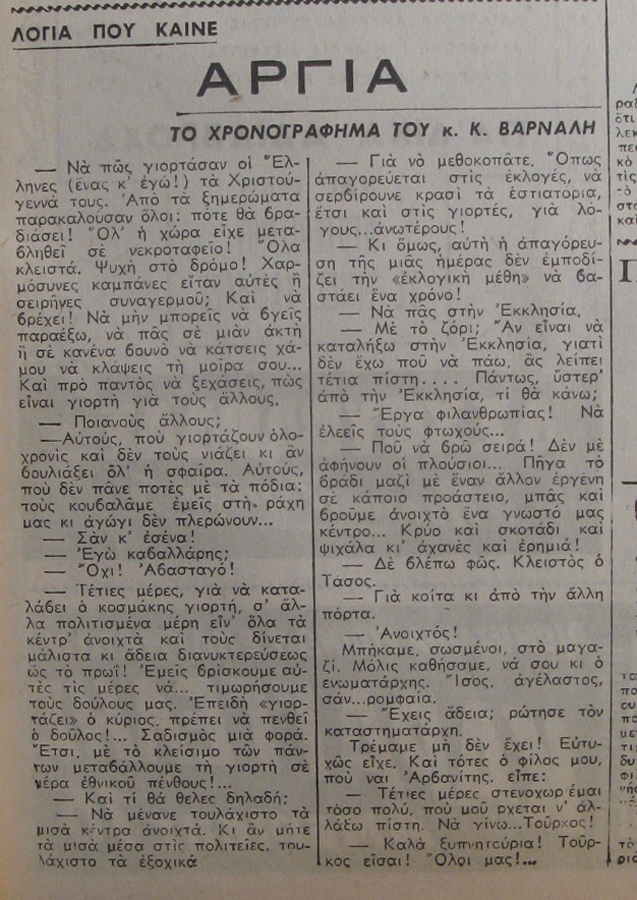 ΛΟΓΙΑ ΠΟΥ ΚΑΙΝΕ
ΑΡΓΙΑ
ΤΟ ΧΡΟΝΟΓΡΑΦΗΜΑ ΤΟΥ κ. Κ. ΒΑΡΝΑΛΗ
— Νὰ πῶς γιορτάσαν οἱ Ἕλ-
ληνες (ἕνας κ' ἐγώ!) τὰ Χριστού-
γεννά τους. Ἀπὸ τὰ ξημερώματα
παρακαλούσαν ὅλοι: πότε θὰ βρα-
διάσει! Ὅλ' ἡ χώρα εἶχε μετα-
βληθεῖ σὲ νεκροταφεῖο! Ὅλα
κλειστά. Ψυχὴ στὸ δρόμο! Χαρ-
μόσυνες καμπάνες εἴταν αὐτὲς ἢ
σειρῆνες συναγερμοῦ; Καὶ νὰ
βρέχει! Νὰ μὴν μπορεῖς νὰ βγεῖς
παραέξω, νὰ πᾶς σὲ μιὰν ἀκτὴ
ἢ σὲ κανένα βουνὸ νὰ κάτσεις χά-
μου νὰ κλάψεις τὴ μοῖρα σου...
Καὶ πρὸ παντὸς νὰ ξεχάσεις, πὼς
εἶναι γιορτὴ γιὰ τοὺς ἄλλους.
— Ποιανοὺς ἄλλους;
—Αὐτούς, ποὺ γιορτάζουν ὁλο-
χρονὶς καὶ δὲν τοὺς νιάζει κι ἂν
βουλιάξει ὅλ' ἡ σφαῖρα. Αὐτούς,
ποὺ δὲν πᾶνε ποτὲς μὲ τὰ πόδια;
τοὺς κουβαλᾶμε ἐμεῖς στὴ ράχη
μας κι ἀγώγι δὲν πλερώνουν...
— Σὰν κ' ἐσένα!
— Ἐγὼ καβαλλάρης;
— Ὄχι! Ἀβασταγό!
— Τέτιες μέρες, γιὰ νὰ κατα-
λάβει ὁ κοσμάκης γιορτή, σ' ἄλ-
λα πολιτισμένα μέρη εἶν' ὅλα τὰ
κέντρ' ἀνοιχτὰ καὶ τοὺς δίνεται
μάλιστα κι ἄδεια διανυκτερεύσεως
ὣς τὸ πρωΐ! Ἐμεῖς βρίσκουμε αὐ-
τὲς τὶς μέρες νὰ... τιμωρήσουμε
τοὺς δούλους μας. Ἐπειδὴ «γιορ-
τάζει» ὁ κύριος, πρέπει νὰ πενθεῖ
ὁ δοῦλος!... Σαδισμὸς μιὰ φορά.
Ἔτσι, μὲ τὸ κλείσιμο τῶν πάν-
των μεταβάλλουμε τὴ γιορτὴ σὲ
μέρα ἐθνικοῦ πένθους!...
— Καὶ τί θὰ θελες δηλαδή;
— Νὰ μένανε τουλάχιστο τὰ
μισὰ κέντρα ἀνοιχτά. Κι ἂν μήτε
τὰ μισὰ μέσα στὶς πολιτεῖες, του-
λάχιστο τὰ ἐξοχικά
— Γιὰ νὸ μεθοκοπᾶτε. Ὅπως
ἀπαγορεύεται στὶς ἐκλογές, νὰ
σερβίρουνε κρασὶ τὰ ἑστιατορια,
ἔτσι καὶ στὶς γιορτές, γιὰ λό-
γους...ἀνωτέρους!
— Κι ὅμως, αὐτὴ ἡ ἀπαγόρευ-
ση τῆς μιᾶς ἡμέρας δὲν ἐμποδί-
ζει τὴν «ἐκλογικὴ μέθη» νὰ βα-
στάει ἕνα χρόνο!
— Νὰ πᾶς στὴν Ἐκκλησία.
— Μὲ τὸ ζόρι; Ἂν εἶναι νὰ
καταλήξω στὴν Ἐκκλησία, γιατὶ
δὲν ἔχω ποῦ νὰ πάω, ἂς λείπει
τέτια πίστη.... Πάντως, ὕστερ'
ἀπὸ τὴν Ἐκκλησία, τί θὰ κάνω;
— Ἔργα φιλανθρωπίας! Νὰ
ἐλεεῖς τοὺς φτωχούς...
— Ποῦ νὰ βρῶ σειρά! Δὲν μὲ
ἀφήνουν οἱ πλούσιοι... Πῆγα τὸ
βράδι μαζὶ μὲ ἕναν ἄλλον ἐργένη
σὲ κάποιο προάστειο, μπὰς καὶ
βροῦμε ἀνοιχτὸ ἕνα γνωστό μας
κέντρο... Κρύο καὶ σκοτάδι καὶ
ψιχάλα κι' ἀχανὲς καὶ ἐρημιά!
— Δὲ βλέπω φῶς. Κλειστὸς ὁ
Τάσος.
— Γιὰ κοίτα κι ἀπὸ τὴν ἄλλη
πόρτα.
— Ἀνοιχτός!
Μπήκαμε, σωσμένοι, στὸ μαγα-
ζί. Μόλις καθήσαμε, νά σου κι ὁ
ἐνωματάρχης. Ἴσος, ἀγέλαστος,
σάν...ρομφαία.
— Ἔχεις ἄδεια; ρώτησε τὸν
καταστηματάρχη.
Τρέμαμε μὴ δὲν ἔχει! Εὐτυ-
χῶς εἶχε. Καὶ τότες ὁ φίλος μου,
ποὺ ναι Ἀρβανίτης. εἶπε:
— Τέτιες μέρες στενοχωριέμαι
τόσο πολύ, ποὺ μοῦ ρχεται ν' ἀλ-
λάξω πίστη. Νὰ γίνω...Τοῦρκος!
— Καλὰ ξυπνητούρια! Τοῦρ-
κος εἶσαι! Ὅλοι μας!...